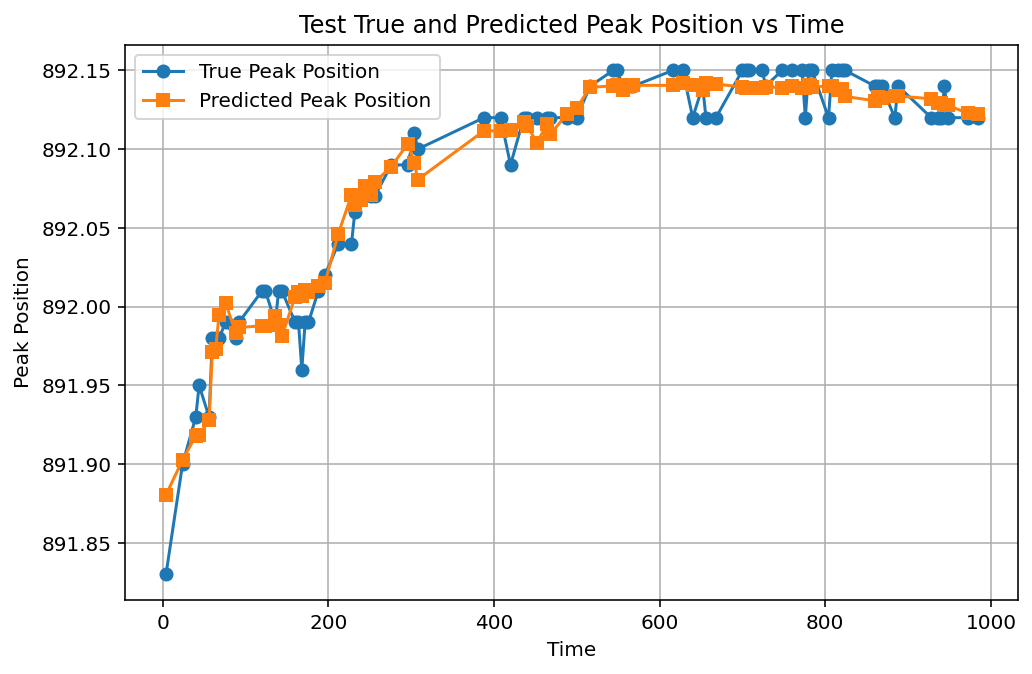 Test True and Predicted Peak Position vs Time
True Peak Position
Predicted Peak Position
892.15
892.10
892.05
892.00
891.95
891.90
891.85
Peak Position
0 200 400 600 800 1000
Time